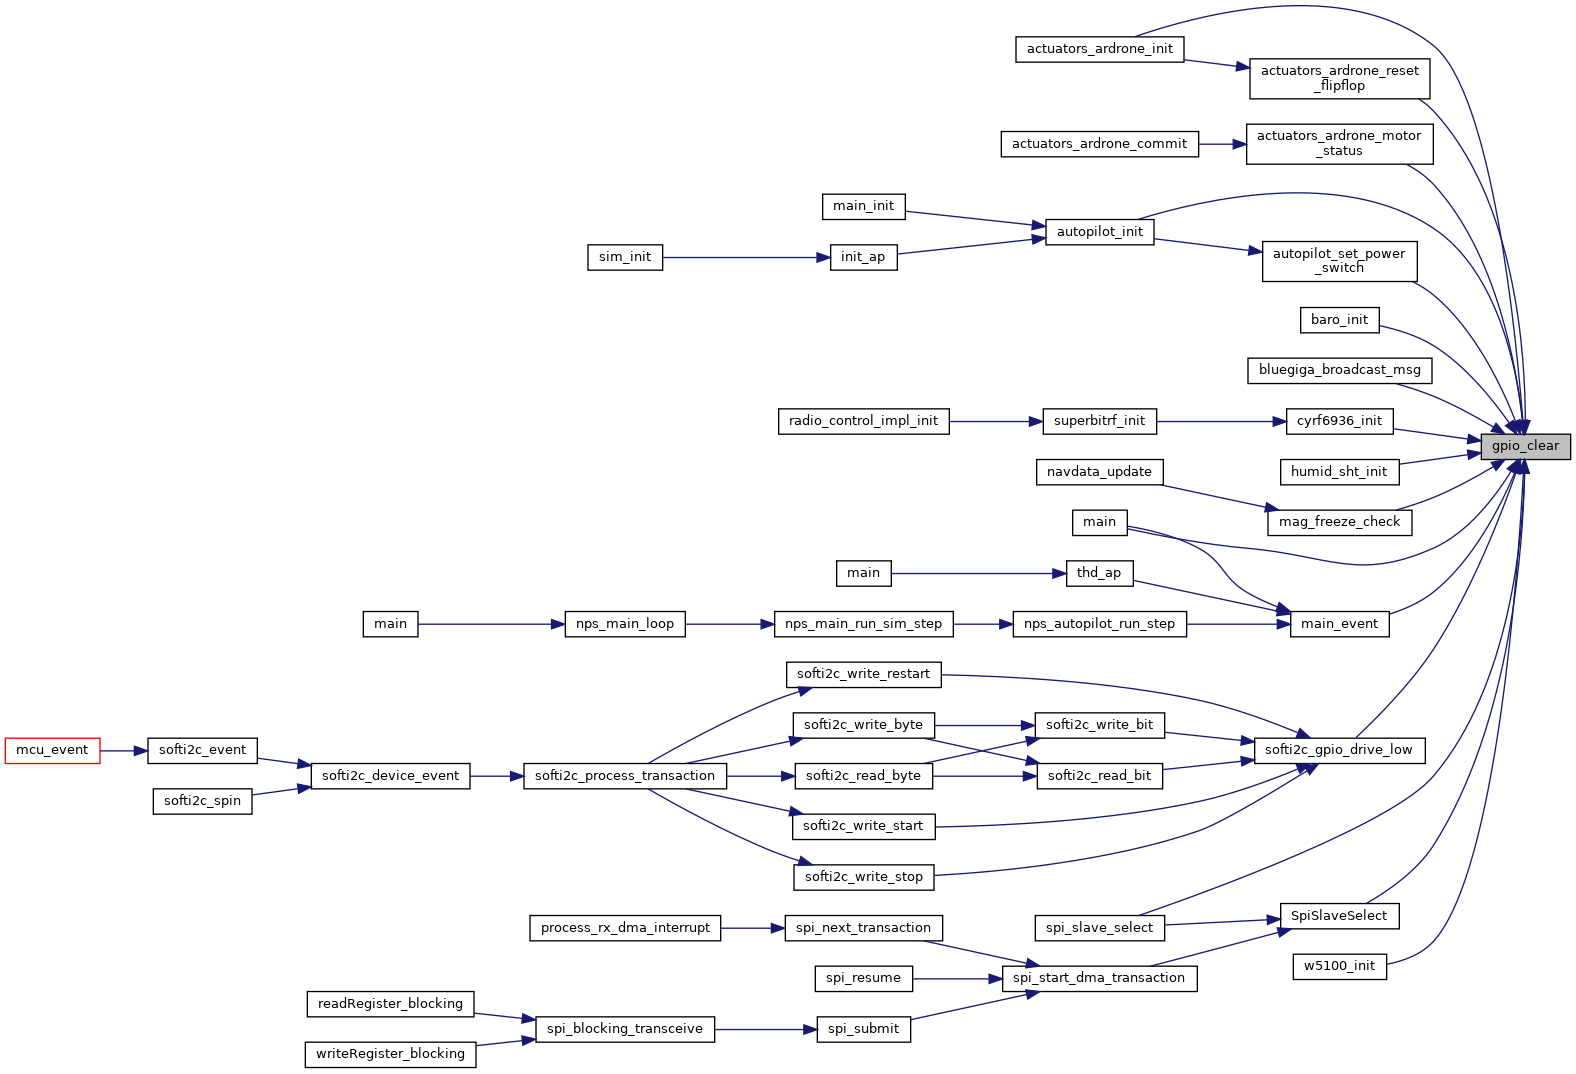 actuators_ardrone_init
actuators_ardrone_reset
_flipflop
actuators_ardrone_commit
actuators_ardrone_motor
_status
main_init
autopilot_init
sim_init
init_ap
autopilot_set_power
_switch
baro_init
bluegiga_broadcast_msg
radio_control_impl_init
superbitrf_init
cyrf6936_init
gpio_clear
navdata_update
humid_sht_init
main
mag_freeze_check
main
thd_ap
main
nps_main_loop
nps_main_run_sim_step
nps_autopilot_run_step
main_event
softi2c_write_restart
softi2c_write_byte
softi2c_write_bit
mcu_event
softi2c_event
softi2c_gpio_drive_low
softi2c_device_event
softi2c_process_transaction
softi2c_read_byte
softi2c_read_bit
softi2c_spin
softi2c_write_start
softi2c_write_stop
process_rx_dma_interrupt
spi_next_transaction
spi_slave_select
SpiSlaveSelect
spi_resume
spi_start_dma_transaction
w5100_init
readRegister_blocking
spi_blocking_transceive
spi_submit
writeRegister_blocking